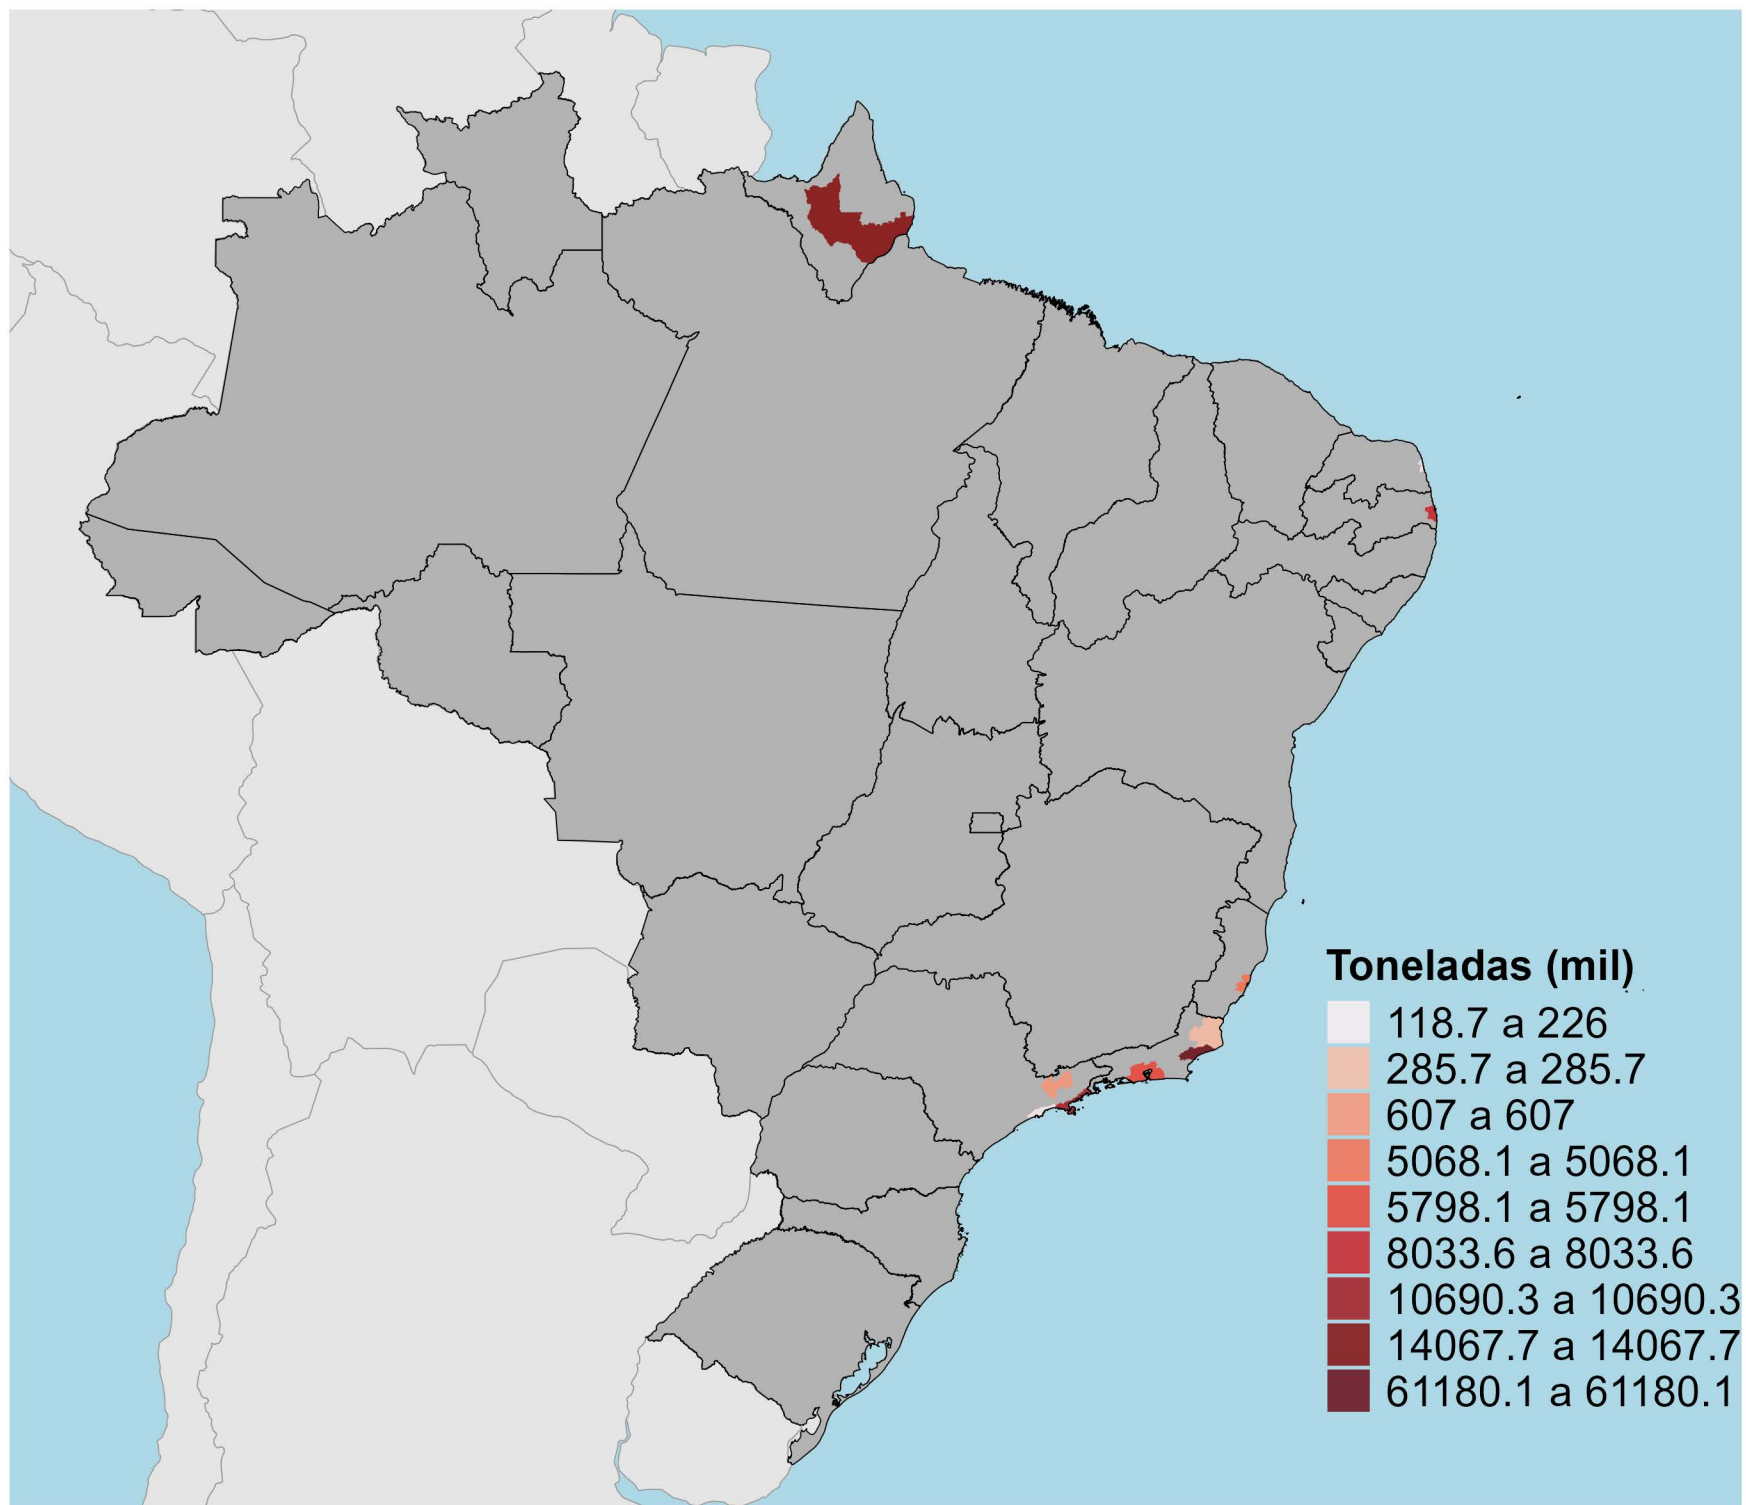 Toneladas (mil)
118.7 a 226
285.7 a 285.7
607 a 607
5068.1 a 5068.1
5798.1 a 5798.1
8033.6 a 8033.6
10690.3 a 10690.3
14067.7 a 14067.7
61180.1 a 61180.1